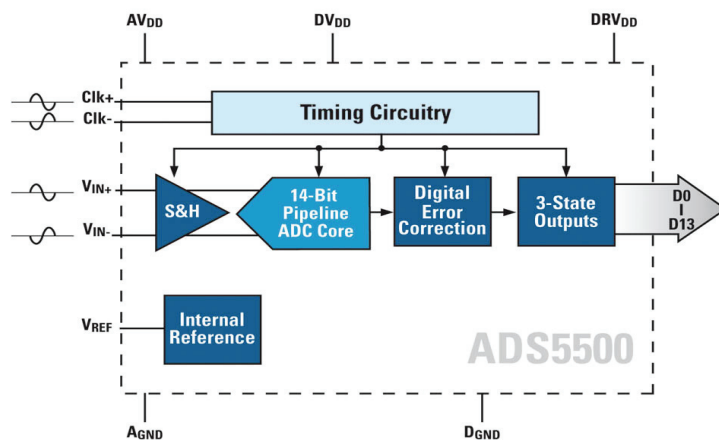 AVDD
DVDD
DRVDD
Clk+
Clk-
Timing Circuitry
VIN+
VIN-
S&H
14-Bit
Pipeline
ADC Core
Digital
Error
Correction
3-State
Outputs
D0
|
D13
VREF
Internal
Reference
ADS5500
AGND
DGND